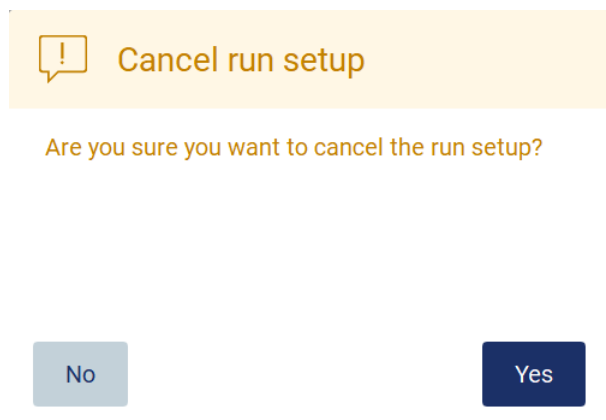 Cancel run setup
Are you sure you want to cancel the run setup?
No
Yes